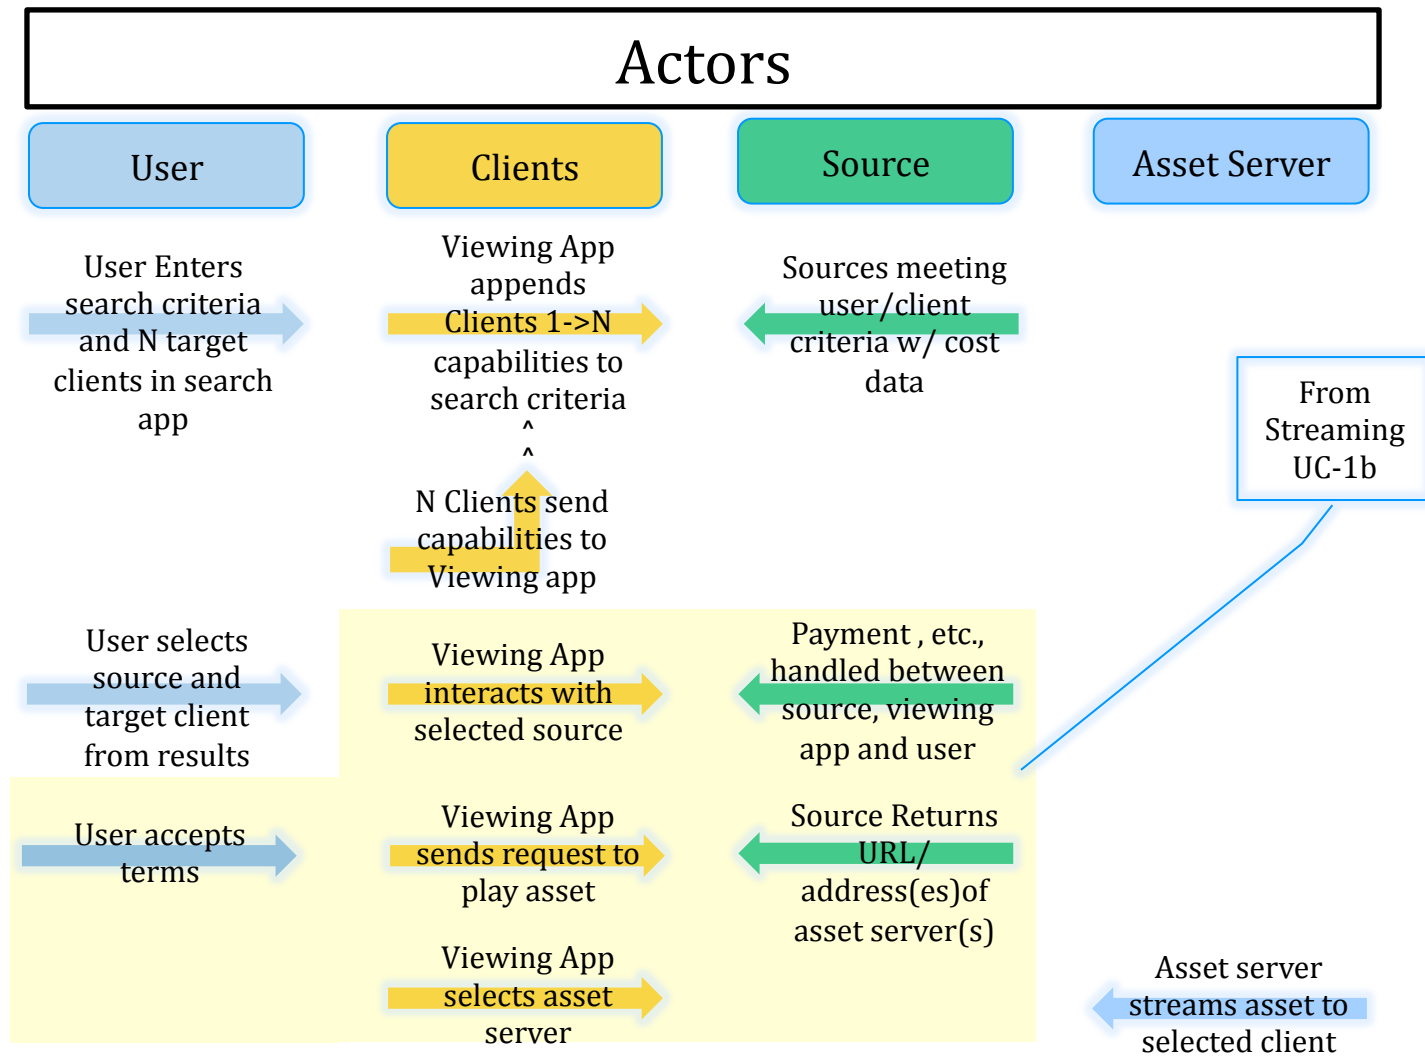 Actors
User
Clients
Source
Asset Server
User Enters
search criteria
and N target
clients in search
app
Viewing App
appends
Clients 1->N
capabilities to
search criteria
^
^
N Clients send
capabilities to
Viewing app
Sources meeting
user/client
criteria w/ cost
data
From
Streaming
UC-1b
User selects
source and
target client
from results
Viewing App
interacts with
selected source
Payment , etc.,
handled between
source, viewing
app and user
User accepts
terms
Viewing App
sends request to
play asset
Source Returns
URL/
address(es)of
asset server(s)
Viewing App
selects asset
server
Asset server
streams asset to
selected client